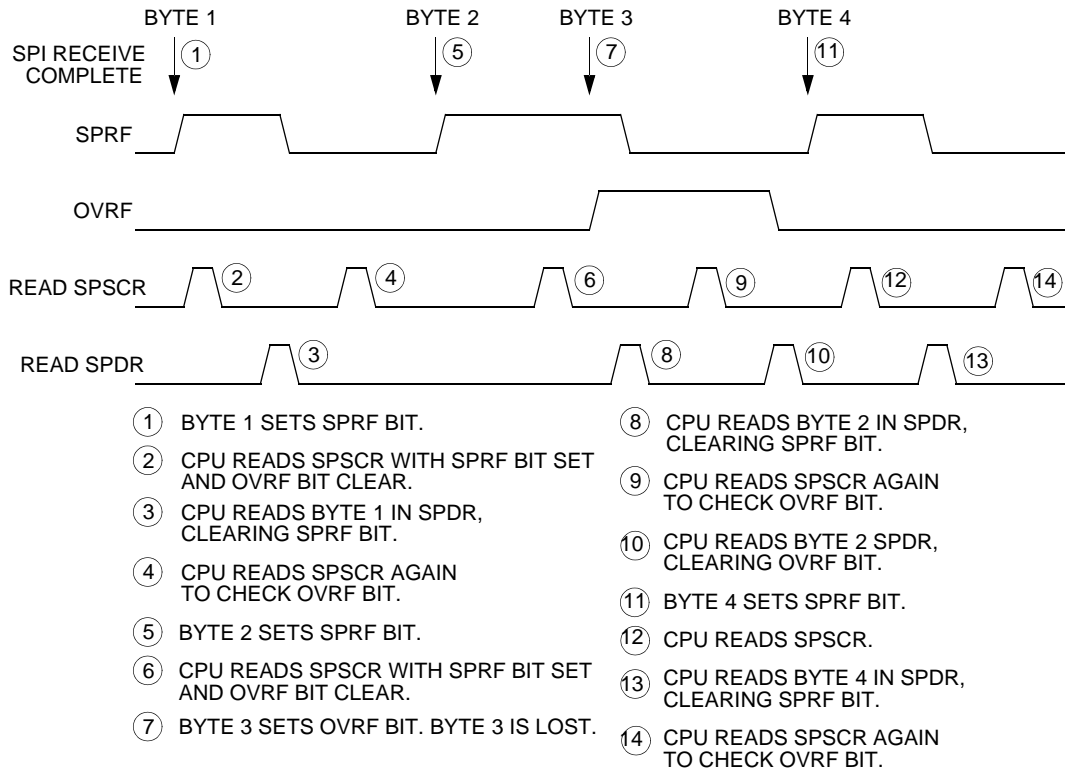 BYTE 1 BYTE 2 BYTE 3 BYTE 4
SPI RECEIVE
COMPLETE
1 5 7 11
SPRF
OVRF
READ SPSCR
2 4 6 9 12 14
READ SPDR
3 8 10 13
1 BYTE 1 SETS SPRF BIT.
2 CPU READS SPSCR WITH SPRF BIT SET
AND OVRF BIT CLEAR.
3 CPU READS BYTE 1 IN SPDR,
CLEARING SPRF BIT.
4 CPU READS SPSCR AGAIN
TO CHECK OVRF BIT.
5 BYTE 2 SETS SPRF BIT.
6 CPU READS SPSCR WITH SPRF BIT SET
AND OVRF BIT CLEAR.
7 BYTE 3 SETS OVRF BIT. BYTE 3 IS LOST.
8 CPU READS BYTE 2 IN SPDR,
CLEARING SPRF BIT.
9 CPU READS SPSCR AGAIN
TO CHECK OVRF BIT.
10 CPU READS BYTE 2 SPDR,
CLEARING OVRF BIT.
11 BYTE 4 SETS SPRF BIT.
12 CPU READS SPSCR.
13 CPU READS BYTE 4 IN SPDR,
CLEARING SPRF BIT.
14 CPU READS SPSCR AGAIN
TO CHECK OVRF BIT.